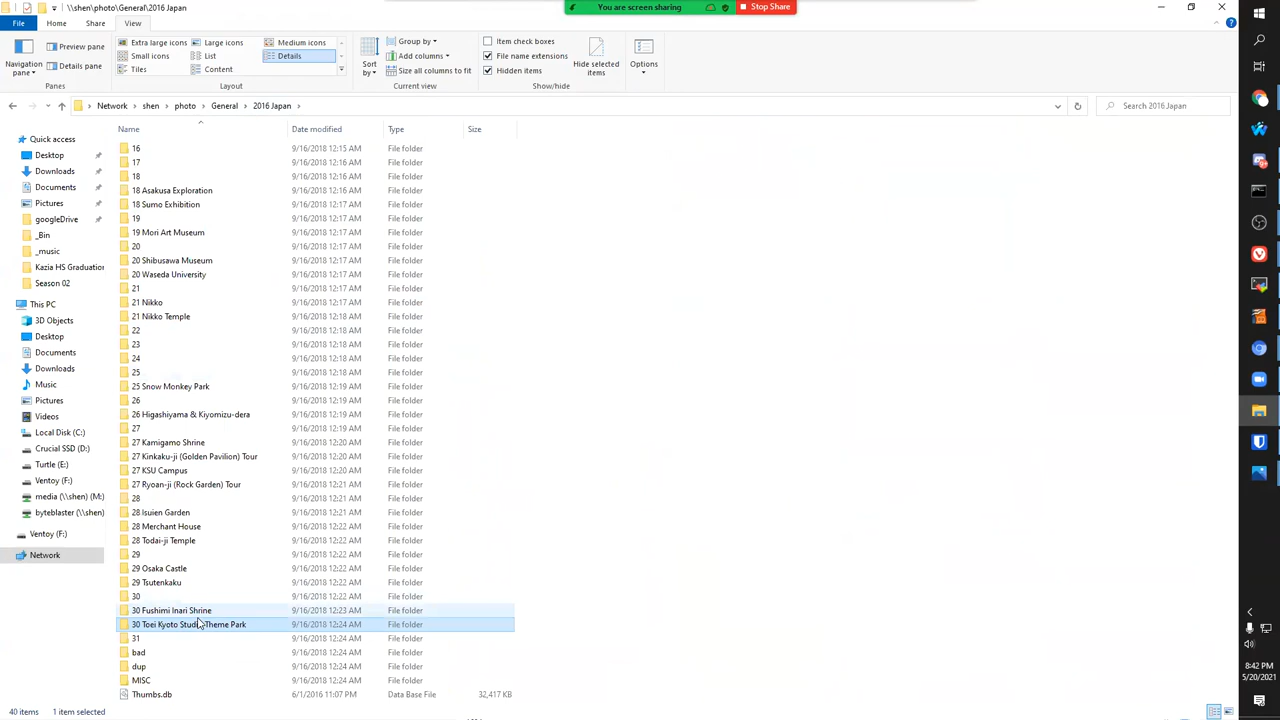 \\shen\photo\General\2016 Japan
You are screen sharing
Stop Share
File
Home
Share
View
Navigation pane
Preview pane
Details pane
Panes
Extra large icons
Large icons
Medium icons
Small icons
List
Details
Tiles
Content
Layout
Sort by
Group by
Add columns
Size all columns to fit
Current view
Item check boxes
File name extensions
Hidden items
Hide selected items
Show/hide
Options
Network > shen > photo > General > 2016 Japan >
Search 2016 Japan
Quick access
Desktop
Downloads
Documents
Pictures
googleDrive
_Bin
_music
Kazia HS Graduation
Season 02
This PC
3D Objects
Desktop
Documents
Downloads
Music
Pictures
Videos
Local Disk (C:)
Crucial SSD (D:)
Turtle (E:)
Ventoy (F:)
media (\\shen) (M:)
byteblaster (\\shen)
Ventoy (F:)
Network
Name Date modified Type Size
16 9/16/2018 12:15 AM File folder
17 9/16/2018 12:16 AM File folder
18 9/16/2018 12:16 AM File folder
18 Asakusa Exploration 9/16/2018 12:16 AM File folder
18 Sumo Exhibition 9/16/2018 12:17 AM File folder
19 9/16/2018 12:17 AM File folder
19 Mori Art Museum 9/16/2018 12:17 AM File folder
20 9/16/2018 12:17 AM File folder
20 Shibusawa Museum 9/16/2018 12:17 AM File folder
20 Waseda University 9/16/2018 12:17 AM File folder
21 9/16/2018 12:17 AM File folder
21 Nikko 9/16/2018 12:17 AM File folder
21 Nikko Temple 9/16/2018 12:18 AM File folder
22 9/16/2018 12:18 AM File folder
23 9/16/2018 12:18 AM File folder
24 9/16/2018 12:18 AM File folder
25 9/16/2018 12:18 AM File folder
25 Snow Monkey Park 9/16/2018 12:19 AM File folder
26 9/16/2018 12:19 AM File folder
26 Higashiyama & Kiyomizu-dera 9/16/2018 12:19 AM File folder
27 9/16/2018 12:19 AM File folder
27 Kamigamo Shrine 9/16/2018 12:20 AM File folder
27 Kinkaku-ji (Golden Pavilion) Tour 9/16/2018 12:20 AM File folder
27 KSU Campus 9/16/2018 12:20 AM File folder
27 Ryoan-ji (Rock Garden) Tour 9/16/2018 12:21 AM File folder
28 9/16/2018 12:21 AM File folder
28 Isuien Garden 9/16/2018 12:21 AM File folder
28 Merchant House 9/16/2018 12:22 AM File folder
28 Todai-ji Temple 9/16/2018 12:22 AM File folder
29 9/16/2018 12:22 AM File folder
29 Osaka Castle 9/16/2018 12:22 AM File folder
29 Tsutenkaku 9/16/2018 12:22 AM File folder
30 9/16/2018 12:22 AM File folder
30 Fushimi Inari Shrine 9/16/2018 12:23 AM File folder
30 Toei Kyoto Studio Theme Park 9/16/2018 12:24 AM File folder
31 9/16/2018 12:24 AM File folder
bad 9/16/2018 12:24 AM File folder
dup 9/16/2018 12:24 AM File folder
MISC 9/16/2018 12:24 AM File folder
Thumbs.db 6/1/2016 11:07 PM Data Base File 32,417 KB
40 items 1 item selected
8:42 PM
5/20/2021